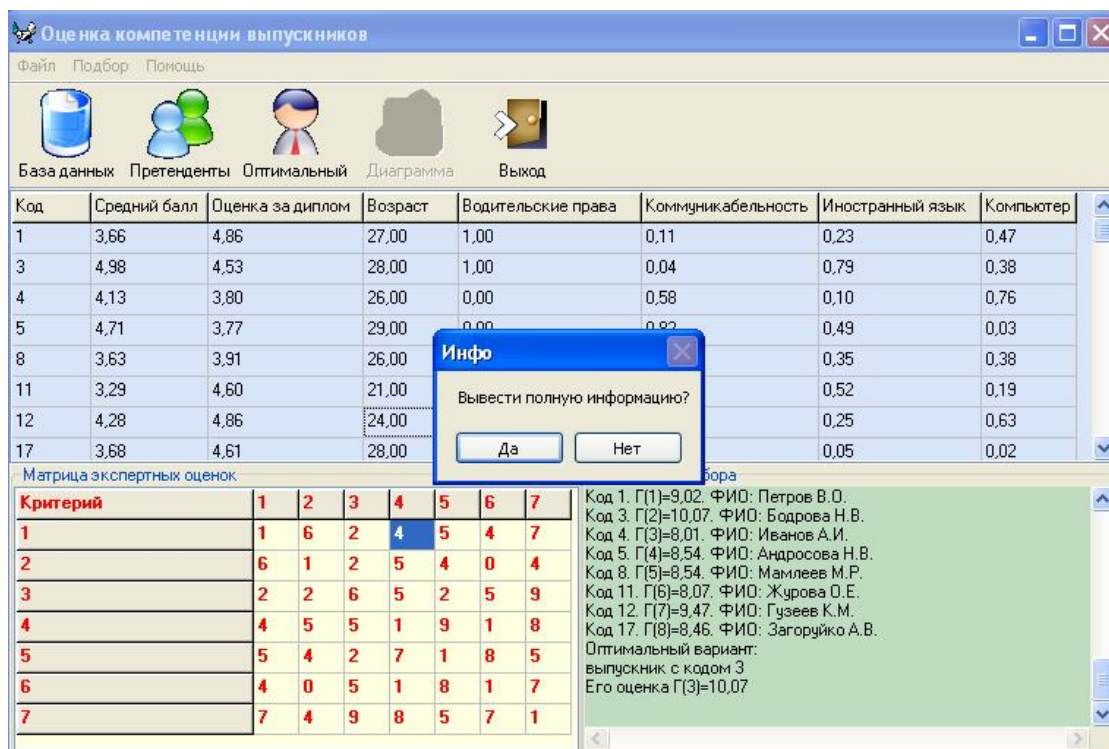 Оценка компетенции выпускников
Файл Подбор Помощь
База данных Претенденты Оптимальный Диаграмма Выход
Код Средний балл Оценка за диплом Возраст Водительские права Коммуникабельность Иностранный язык Компьютер
1 3,66 4,86 27,00 1,00 0,11 0,23 0,47
3 4,98 4,53 28,00 1,00 0,04 0,79 0,38
4 4,13 3,80 26,00 0,00 0,58 0,10 0,76
5 4,71 3,77 29,00 0,00 0,49 0,03
8 3,63 3,91 26,00 0,35 0,38
11 3,29 4,60 21,00 0,52 0,19
12 4,28 4,86 24,00 0,25 0,63
17 3,68 4,61 28,00 0,05 0,02
Инфо
Вывести полную информацию?
Да Нет
Матрица экспертных оценок
Критерий 1 2 3 4 5 6 7
1 1 6 2 4 5 4 7
2 6 1 2 5 4 0 4
3 2 2 6 5 2 5 9
4 4 5 5 1 9 1 8
5 5 4 2 7 1 8 5
6 4 0 5 1 8 1 7
7 7 4 9 8 5 7 1
Код 1. Г(1)=9,02. ФИО: Петров В.О.
Код 3. Г(2)=10,07. ФИО: Бодрова Н.В.
Код 4. Г(3)=8,01. ФИО: Иванов А.И.
Код 5. Г(4)=8,54. ФИО: Андросова Н.В.
Код 8. Г(5)=8,54. ФИО: Мамлеев М.Р.
Код 11. Г(6)=8,07. ФИО: Журова О.Е.
Код 12. Г(7)=9,47. ФИО: Гузеев К.М.
Код 17. Г(8)=8,46. ФИО: Загоруйко А.В.
Оптимальный вариант:
выпускник с кодом 3
Его оценка Г(3)=10,07